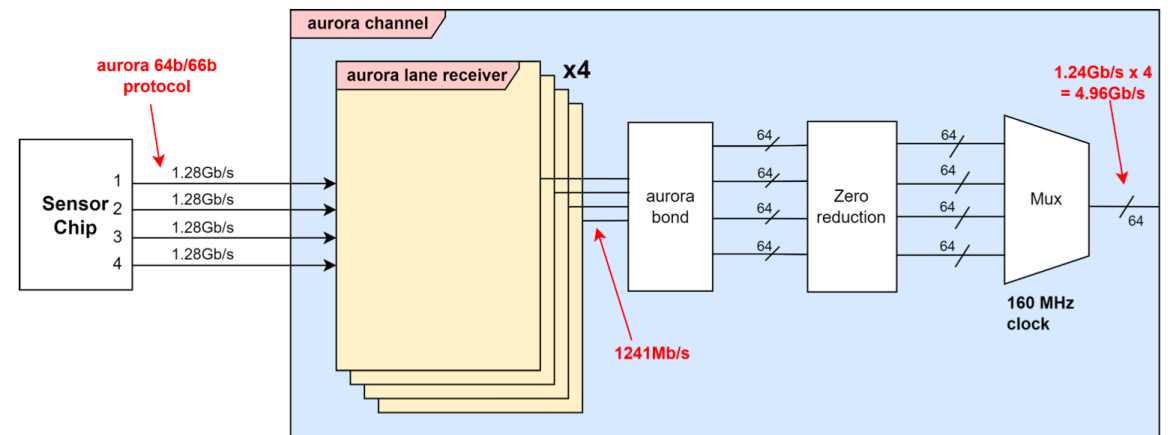 aurora channel
aurora lane receiver
x4
aurora 64b/66b
protocol
1.24Gb/s x 4
= 4.96Gb/s
Sensor
Chip
1
1.28Gb/s
2
1.28Gb/s
3
1.28Gb/s
4
1.28Gb/s
aurora
bond
64
64
64
64
Zero
reduction
64
64
64
64
Mux
64
160 MHz
clock
1241Mb/s